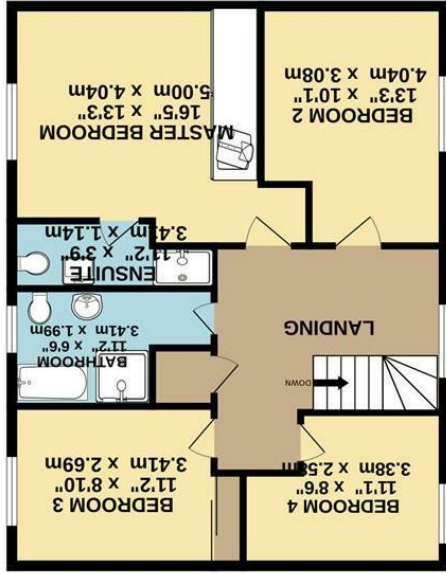 BEDROOM 4
11'1" x 8'6"
3.38m x 2.58m
BEDROOM 3
11'2" x 8'10"
3.41m x 2.69m
DOWN
BATHROOM
11'2" x 6'6"
3.41m x 1.99m
LANDING
ENSUITE
11'2" x 3'9"
3.41m x 1.14m
BEDROOM 2
13'3" x 10'1"
4.04m x 3.08m
MASTER BEDROOM
16'5" x 13'3"
5.00m x 4.04m